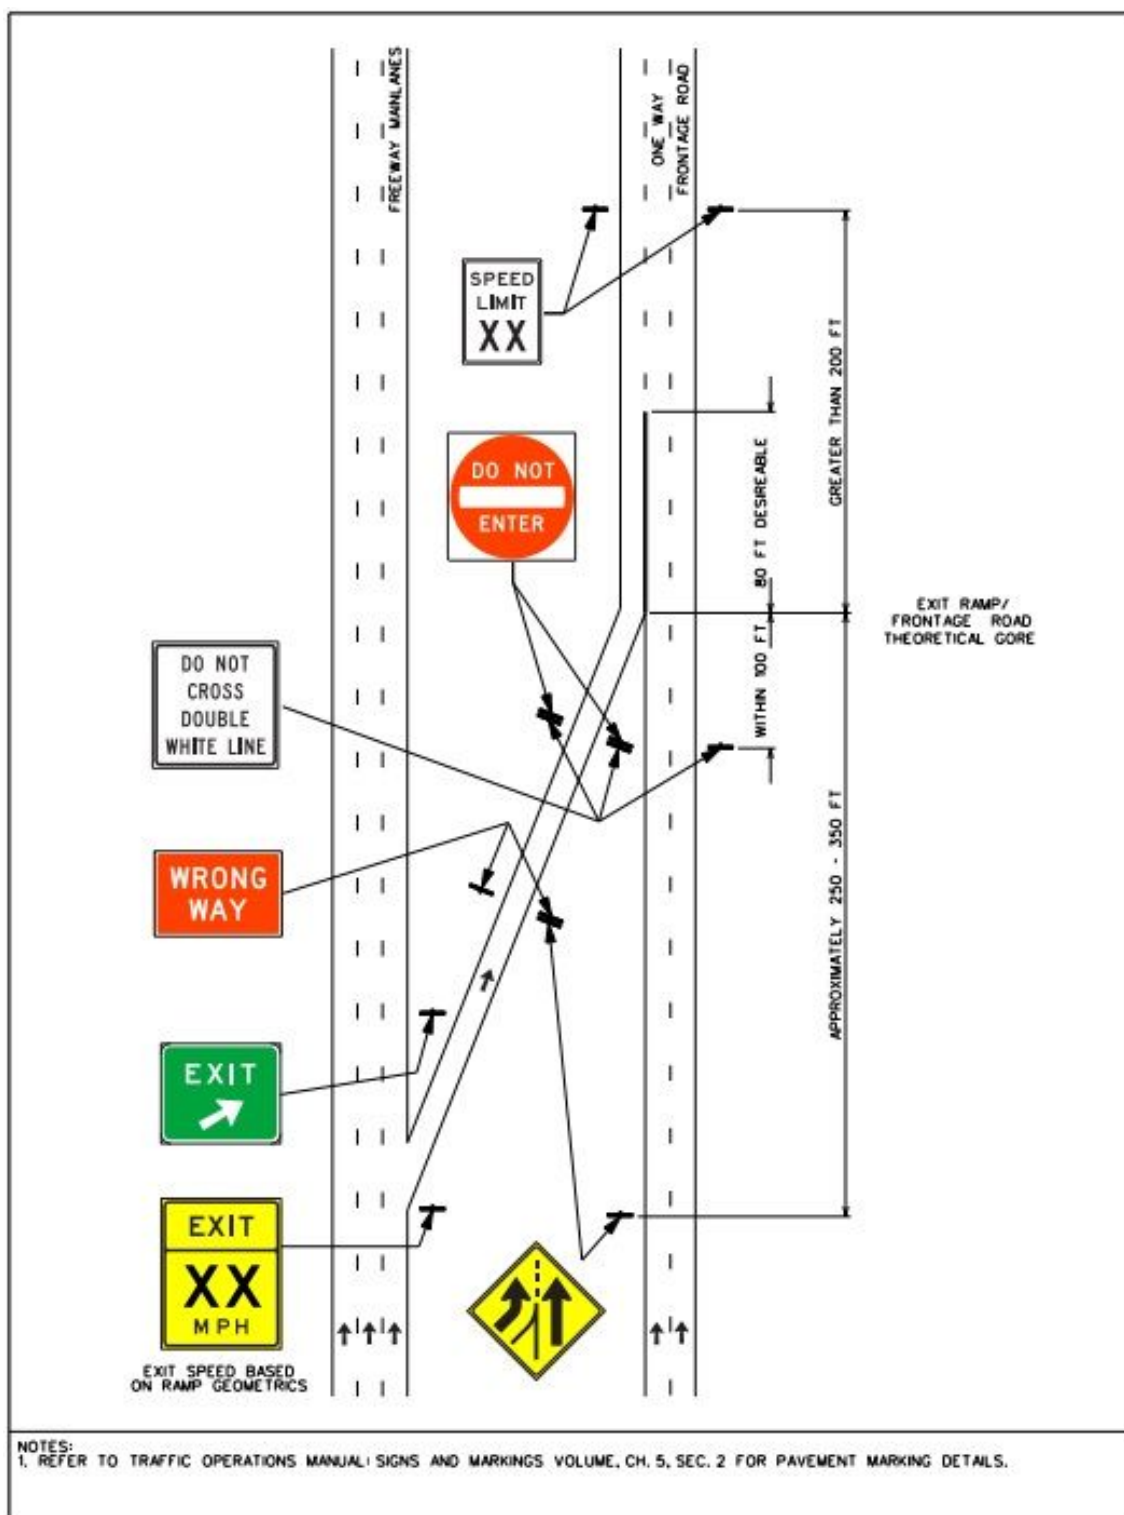 FREEWAY MAINLANES
ONE WAY
FRONTAGE ROAD
SPEED
LIMIT
XX
GREATER THAN 200 FT
DO NOT
ENTER
80 FT DESIREABLE
EXIT RAMP/
FRONTAGE ROAD
THEORETICAL GORE
WITHIN 100 FT
DO NOT
CROSS
DOUBLE
WHITE LINE
APPROXIMATELY 250 - 350 FT
WRONG
WAY
EXIT
EXIT
XX
MPH
EXIT SPEED BASED
ON RAMP GEOMETRICS
NOTES:
1. REFER TO TRAFFIC OPERATIONS MANUAL: SIGNS AND MARKINGS VOLUME, CH. 5, SEC. 2 FOR PAVEMENT MARKING DETAILS.